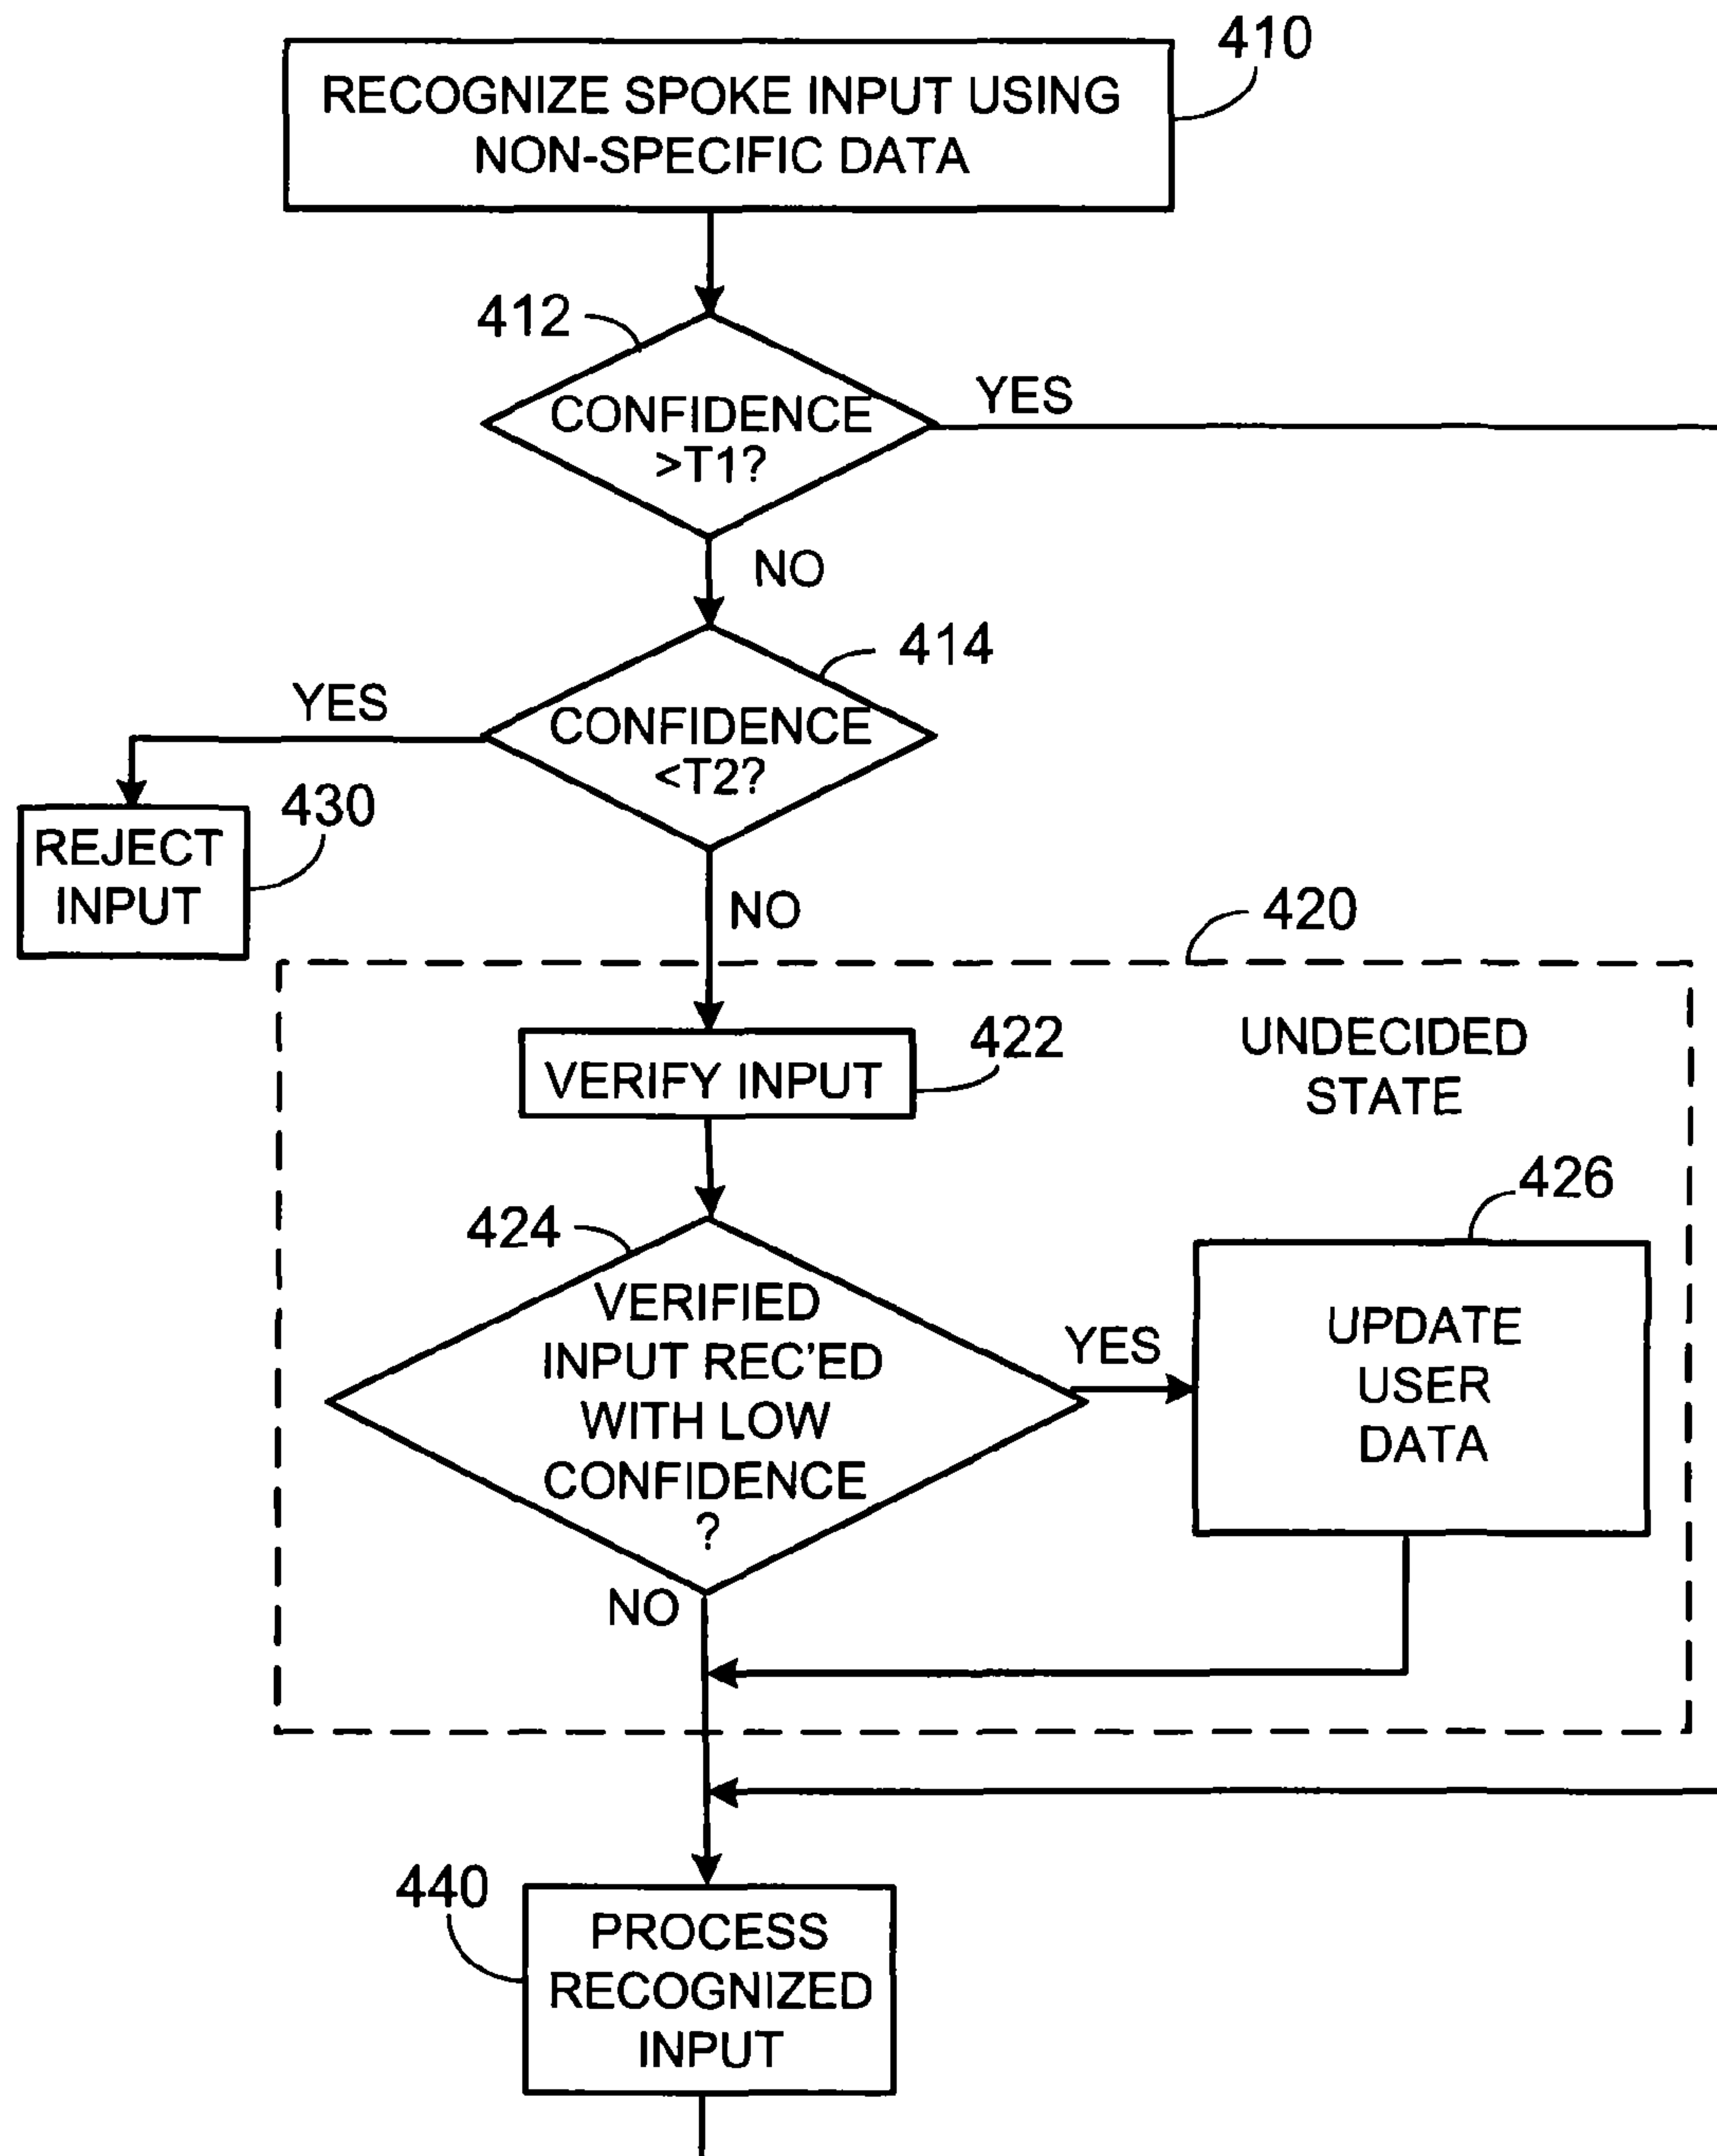 410
RECOGNIZE SPOKE INPUT USING
NON-SPECIFIC DATA
412
CONFIDENCE
>T1?
YES
NO
414
CONFIDENCE
<T2?
YES
430
REJECT
INPUT
NO
420
UNDECIDED
STATE
422
VERIFY INPUT
424
VERIFIED
INPUT REC'ED
WITH LOW
CONFIDENCE
?
YES
426
UPDATE
USER
DATA
NO
440
PROCESS
RECOGNIZED
INPUT